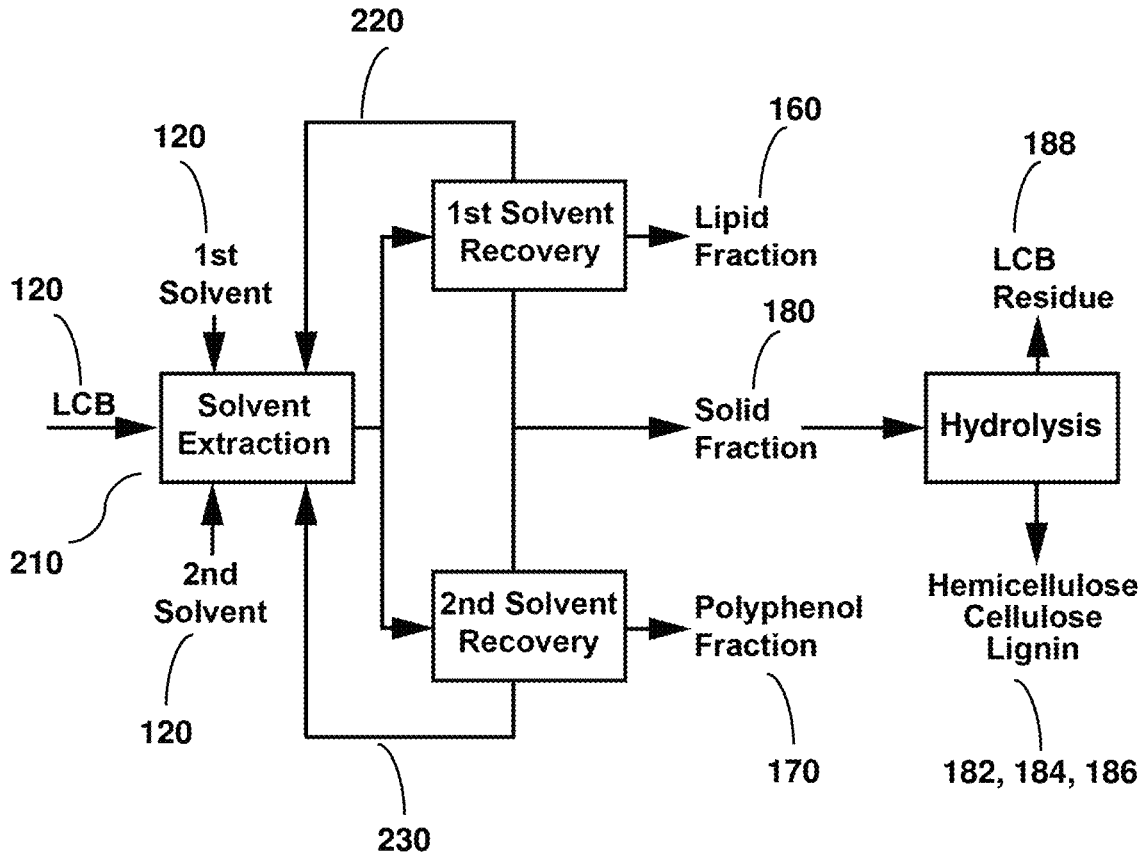 220
120
160
188
1st
Solvent
1st Solvent
Recovery
Lipid
Fraction
LCB
Residue
120
180
LCB
Solvent
Extraction
Solid
Fraction
Hydrolysis
210
2nd
Solvent
2nd Solvent
Recovery
Polyphenol
Fraction
Hemicellulose
Cellulose
Lignin
120
170
182, 184, 186
230